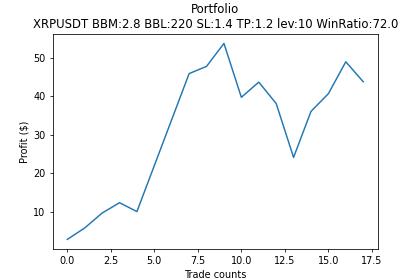 Portfolio
XRPUSDT BBM:2.8 BBL:220 SL:1.4 TP:1.2 lev:10 WinRatio:72.0
Profit ($)
50
40
30
20
10
0.0 2.5 5.0 7.5 10.0 12.5 15.0 17.5
Trade counts